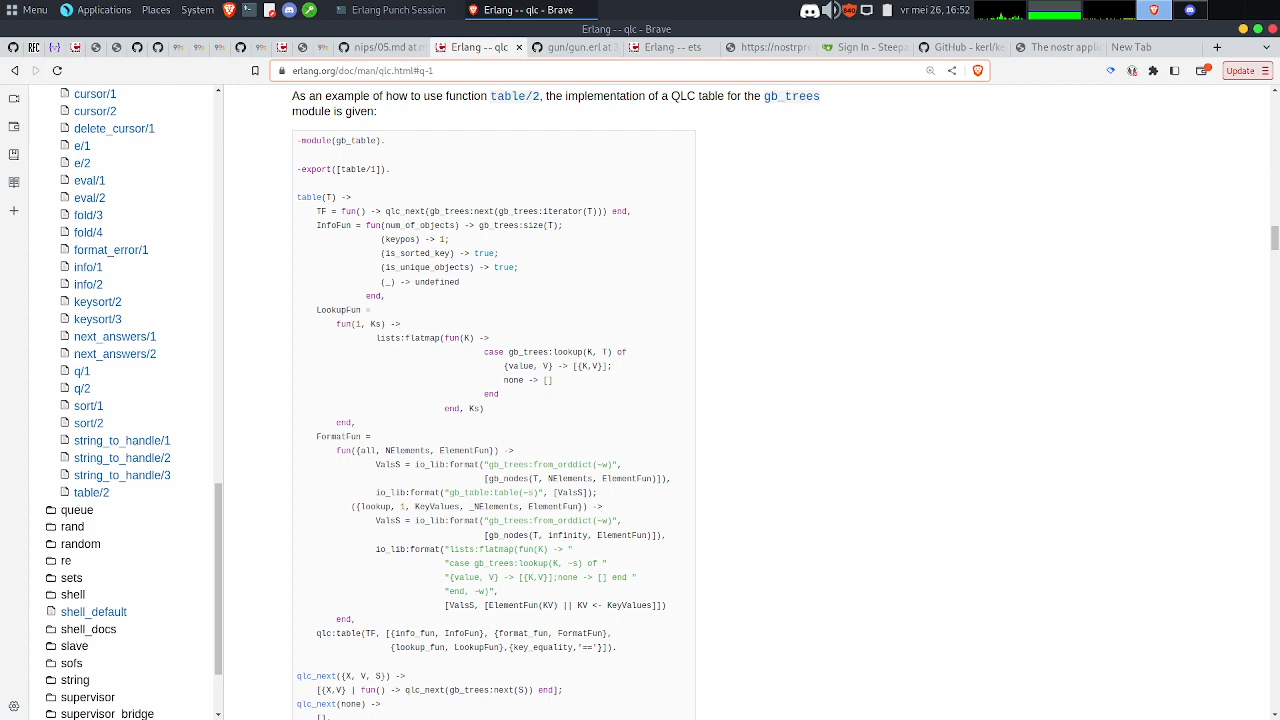 Menu
Applications
Places
System
Erlang Punch Session
Erlang -- qlc - Brave
840
r mei 26, 16:52
Erlang -- qlc - Brave
nips/05.md at m
Erlang -- qlc
gun/gun.erl at 3
Erlang -- ets
https://nostrpro
Sign In - Steepa
GitHub - kerl/ke
The nostr applic
New Tab
erlang.org/doc/man/qlc.html#q-1
Update
cursor/1
cursor/2
delete_cursor/1
e/1
e/2
eval/1
eval/2
fold/3
fold/4
format_error/1
info/1
info/2
keysort/2
keysort/3
next_answers/1
next_answers/2
q/1
q/2
sort/1
sort/2
string_to_handle/1
string_to_handle/2
string_to_handle/3
table/2
queue
rand
random
re
sets
shell
shell_default
shell_docs
slave
sofs
string
supervisor
supervisor_bridge
As an example of how to use function table/2, the implementation of a QLC table for the gb_trees
module is given:
-module(gb_table).
-export([table/1]).
table(T) ->
TF = fun() -> qlc_next(gb_trees:next(gb_trees:iterator(T))) end,
InfoFun = fun(num_of_objects) -> gb_trees:size(T);
(keypos) -> 1;
(is_sorted_key) -> true;
(is_unique_objects) -> true;
(_) -> undefined
end,
LookupFun =
fun(1, Ks) ->
lists:flatmap(fun(K) ->
case gb_trees:lookup(K, T) of
{value, V} -> [{K,V}];
none -> []
end
end, Ks)
end,
FormatFun =
fun({all, NElements, ElementFun}) ->
ValsS = io_lib:format("gb_trees:from_orddict(~w)",
[gb_nodes(T, NElements, ElementFun)]),
io_lib:format("gb_table:table(~s)", [ValsS]);
({lookup, 1, KeyValues, _NElements, ElementFun}) ->
ValsS = io_lib:format("gb_trees:from_orddict(~w)",
[gb_nodes(T, infinity, ElementFun)]),
io_lib:format("lists:flatmap(fun(K) -> "
"case gb_trees:lookup(K, ~s) of "
"{value, V} -> [{K,V}];none -> [] end "
"end, ~w)",
[ValsS, [ElementFun(KV) || KV <- KeyValues]])
end,
qlc:table(TF, [{info_fun, InfoFun}, {format_fun, FormatFun},
{lookup_fun, LookupFun},{key_equality,'=='}]).
qlc_next({X, V, S}) ->
[{X,V} | fun() -> qlc_next(gb_trees:next(S)) end];
qlc_next(none) ->
[].